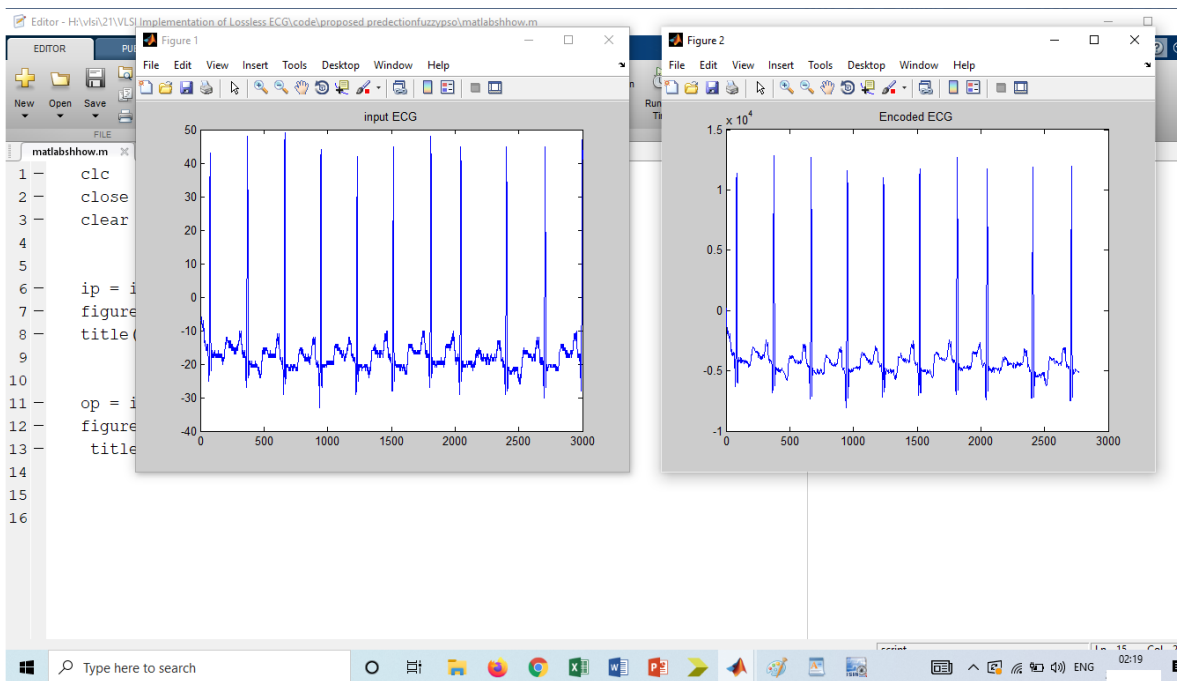 Editor - H:\vlsi\21\VLSI Implementation of Lossless ECG\code\proposed predectionfuzzypso\matlabshhow.m
EDITOR
New Open Save
FILE
matlabshhow.m
1 clc
2 close
3 clear
4
5
6 ip = i
7 figure
8 title(
9
10
11 op = i
12 figure
13 title
14
15
16
Figure 1
File Edit View Insert Tools Desktop Window Help
input ECG
50
40
30
20
10
0
-10
-20
-30
-40
0 500 1000 1500 2000 2500 3000
Figure 2
File Edit View Insert Tools Desktop Window Help
Encoded ECG
x 10^4
1.5
1
0.5
0
-0.5
-1
0 500 1000 1500 2000 2500 3000
Type here to search
ENG
02:19